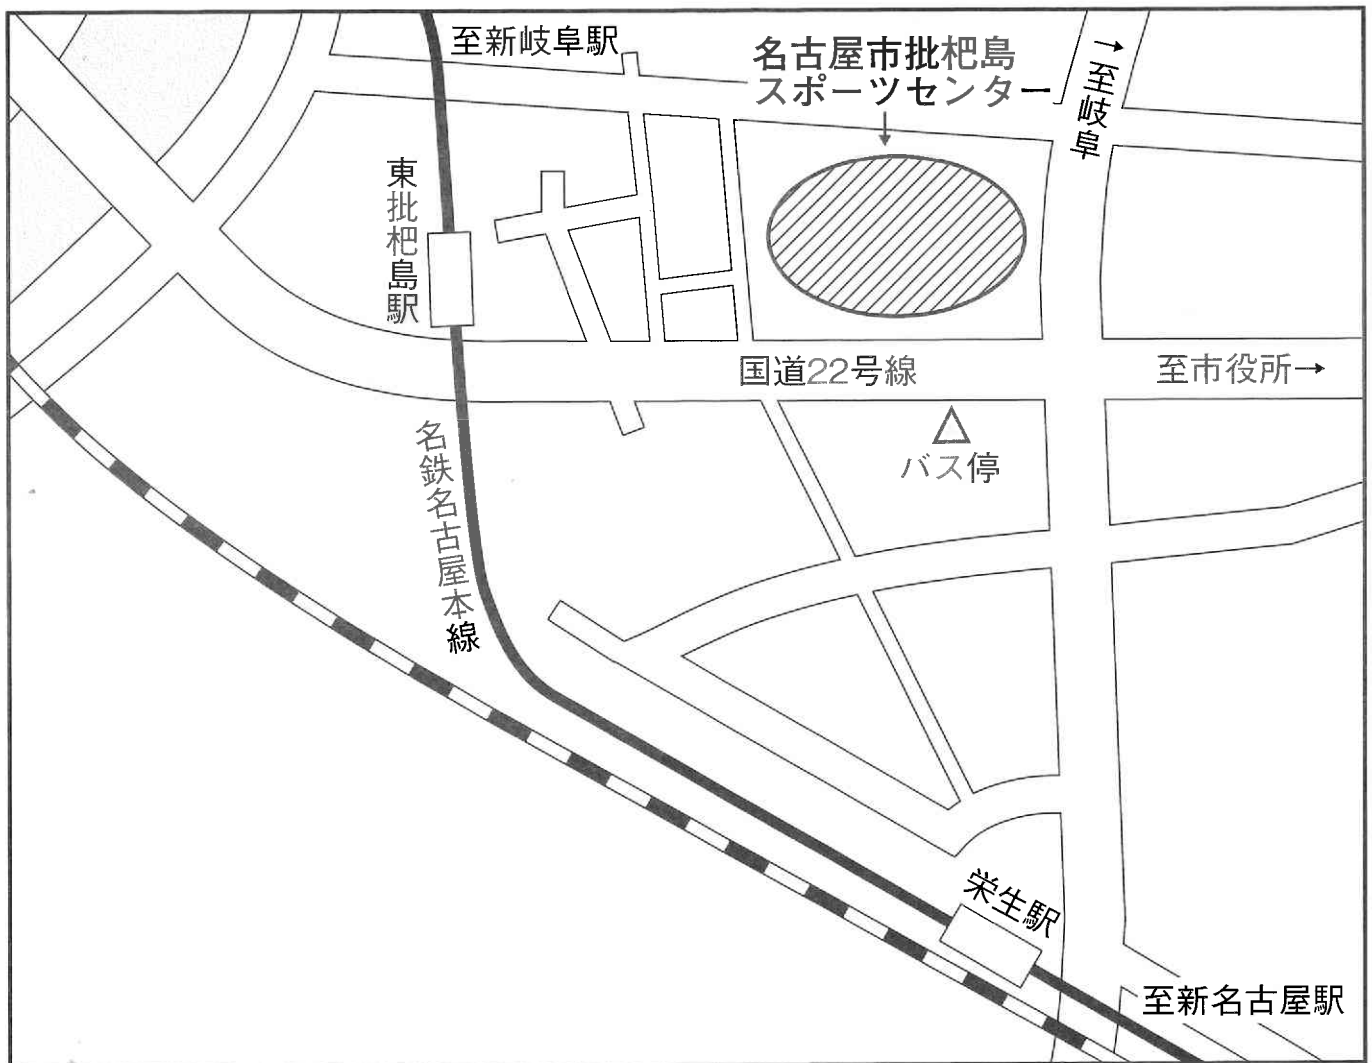 至新岐阜駅
名古屋市批杷島
スポーツセンター
→至岐阜
東批杷島駅
国道22号線
至市役所→
バス停
名鉄名古屋本線
栄生駅
至新名古屋駅